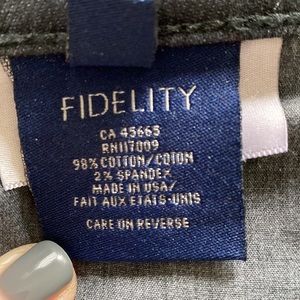 FIDELITY
CA 45665
RN117009
98% COTTON/COTON
2% SPANDEX
MADE IN USA/
FAIT AUX ETATS-UNIS
CARE ON REVERSE